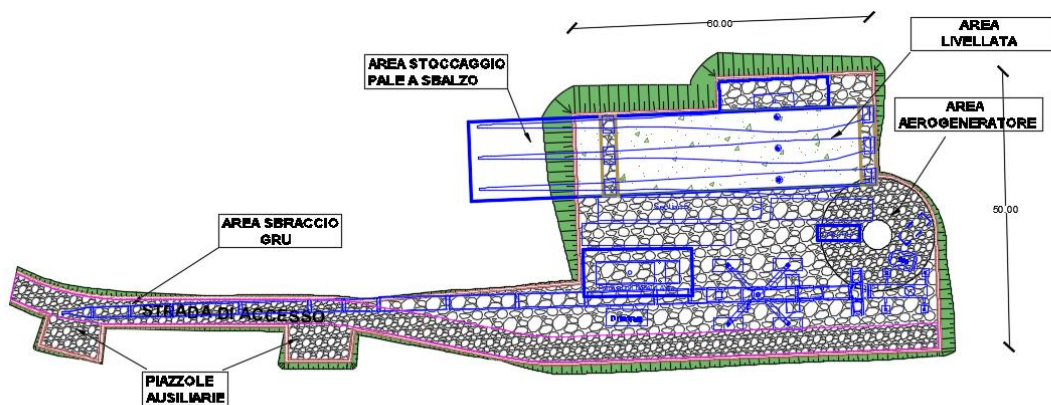 60.00
AREA
LIVELLATA
AREA STOCCAGGIO
PALE A SBALZO
AREA
AEROGENERATORE
50.00
AREA SBRACCIO
GRU
STRADA DI ACCESSO
PIAZZOLE
AUSILIARIE